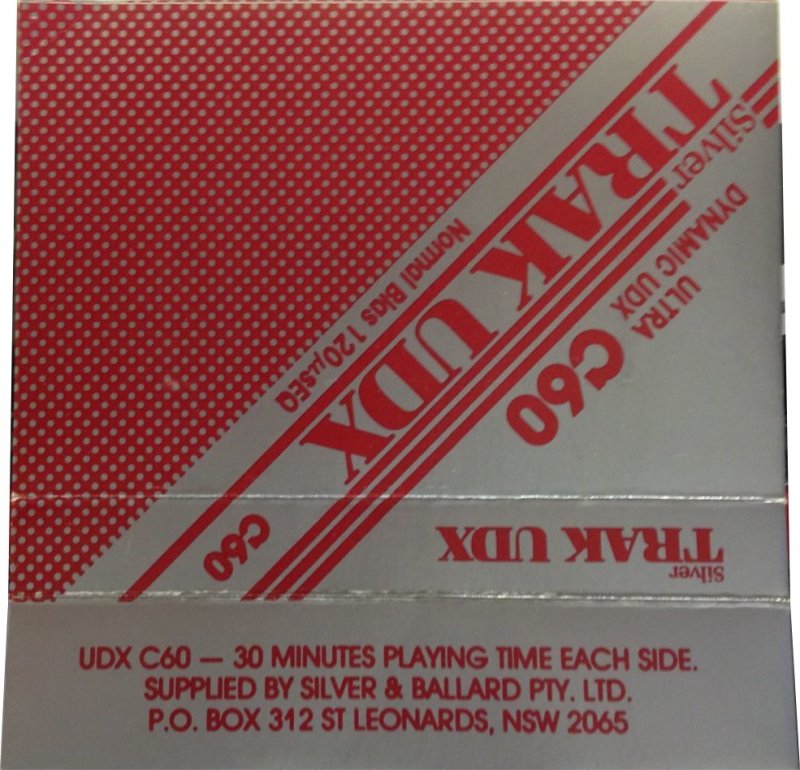 Silver
TRAK UDX
ULTRA
DYNAMIC UDX
C60
Normal Bias 120µsEQ
Silver
TRAK UDX
C60
UDX C60 — 30 MINUTES PLAYING TIME EACH SIDE.
SUPPLIED BY SILVER & BALLARD PTY. LTD.
P.O. BOX 312 ST LEONARDS, NSW 2065